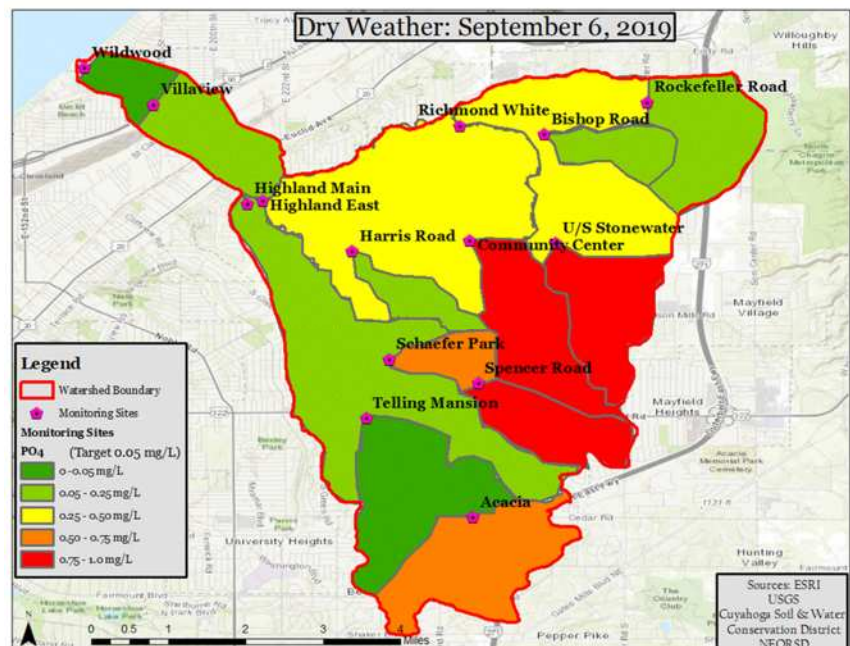 Dry Weather: September 6, 2019
Willoughby
Hills
Wildwood
Villaview
Euclid Ave
Richmond White
Bishop Road
Rockefeller Road
Highland Main
Highland East
Harris Road
Community Center
U/S Stonewater
Mayfield
Village
Schaefer Park
Spencer Road
Telling Mansion
Mayfield
Heights
Acacia
Memorial Park
Cemetery
Acacia
Cedar Rd
University Heights
Hunting
Valley
The
Country
Club
Pepper Pike
Legend
Watershed Boundary
Monitoring Sites
Monitoring Sites
PO4 (Target 0.05 mg/L)
0-0.05 mg/L
0.05 - 0.25 mg/L
0.25 - 0.50 mg/L
0.50 - 0.75 mg/L
0.75 - 1.0 mg/L
N
0 0.5 1 2 3 4
Miles
Sources: ESRI
USGS
Cuyahoga Soil & Water
Conservation District
NEORSD